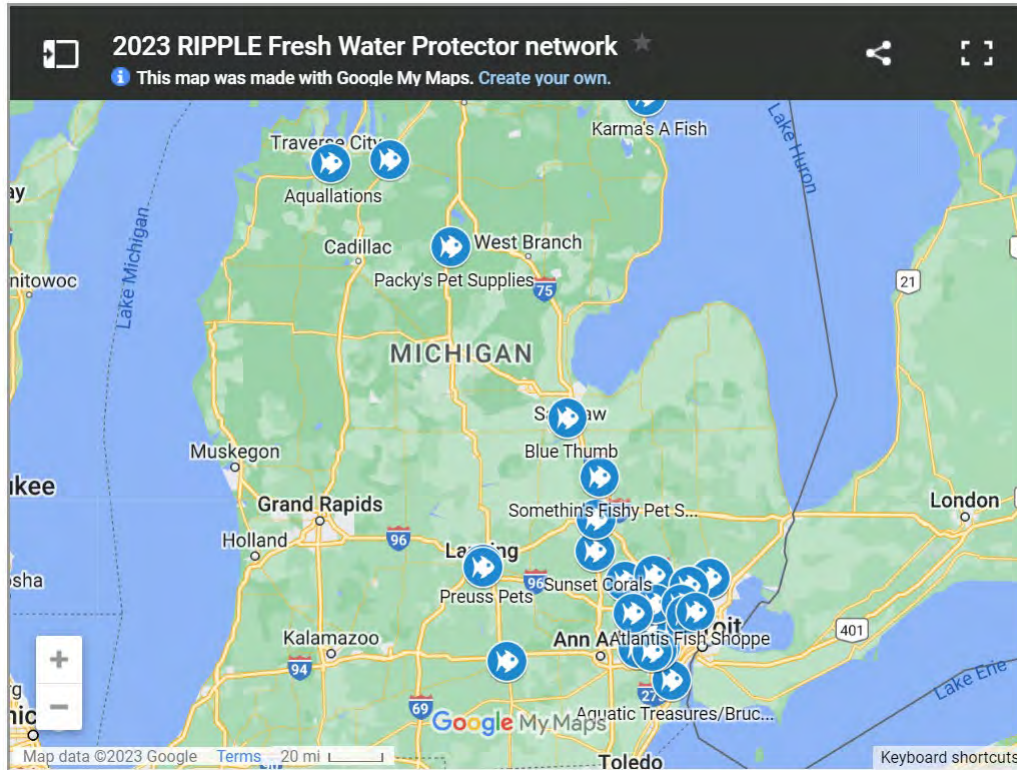 2023 RIPPLE Fresh Water Protector network
This map was made with Google My Maps. Create your own.
Karma's A Fish
Lake Huron
Traverse City
Aquallations
ay
West Branch
Cadillac
Packy's Pet Supplies
75
21
nitowoc
Lake Michigan
MICHIGAN
Blue Thumb
Muskegon
ukee
Grand Rapids
Somethin's Fishy Pet S...
London
Holland
96
osha
96
Sunset Corals
Preuss Pets
Kalamazoo
Atlantis Fish Shoppe
401
94
rg
69
27
Lake Erie
Google My Maps
Aquatic Treasures/Bruc...
Toledo
Map data ©2023 Google
Terms
20 mi
Keyboard shortcuts